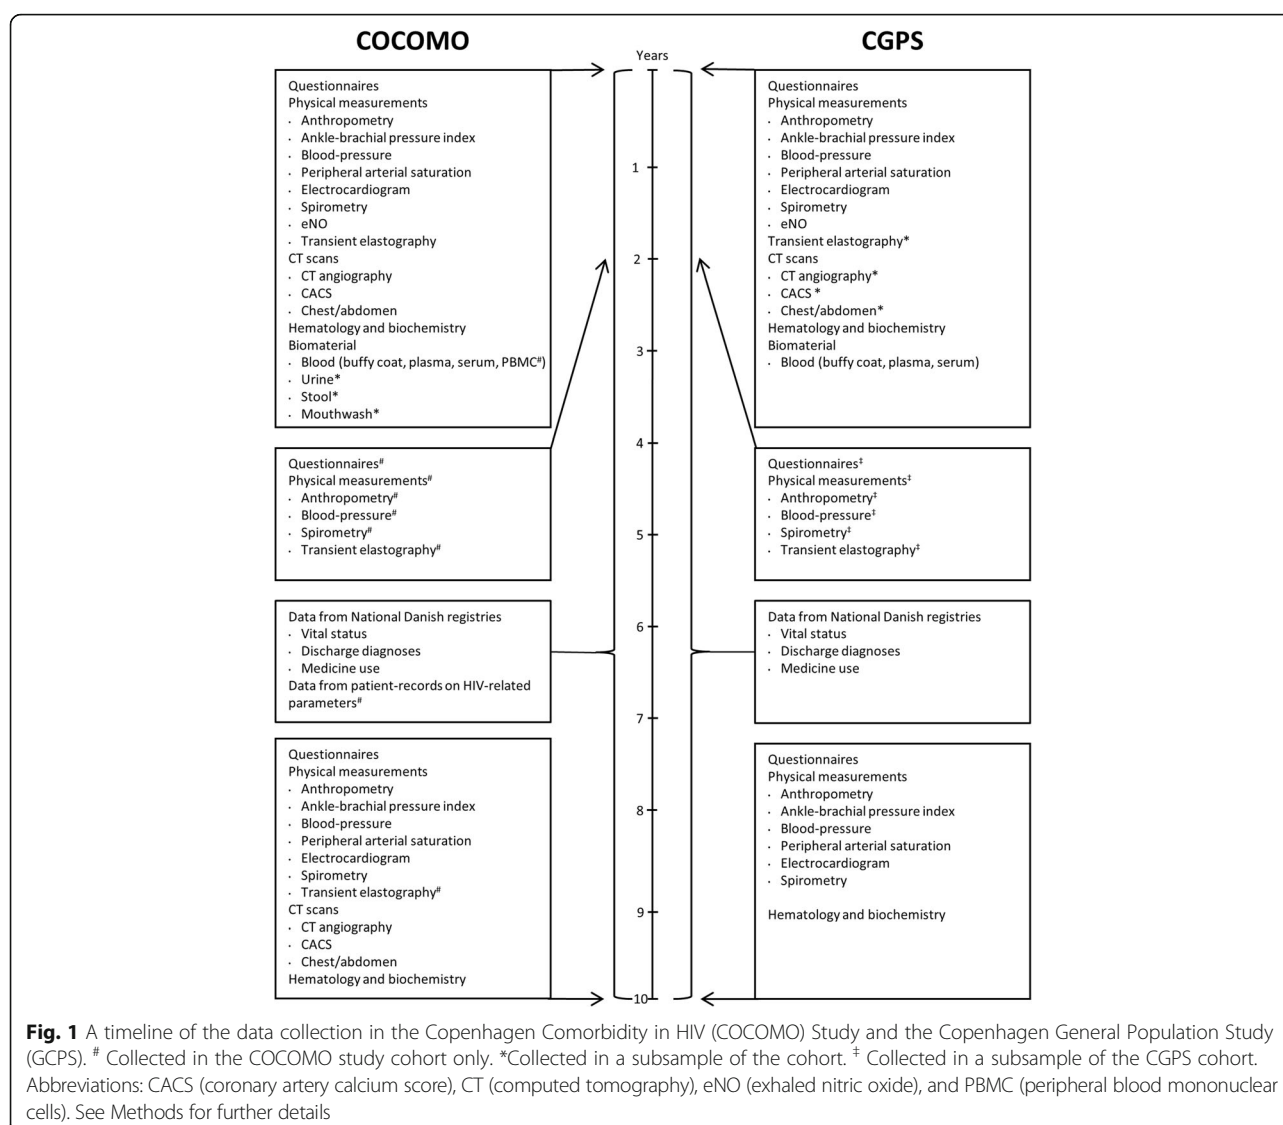 COCOMO
Questionnaires
Physical measurements
· Anthropometry
· Ankle-brachial pressure index
· Blood-pressure
· Peripheral arterial saturation
· Electrocardiogram
· Spirometry
· eNO
· Transient elastography
CT scans
· CT angiography
· CACS
· Chest/abdomen
Hematology and biochemistry
Biomaterial
· Blood (buffy coat, plasma, serum, PBMC#)
· Urine*
· Stool*
· Mouthwash*
Questionnaires#
Physical measurements#
· Anthropometry#
· Blood-pressure#
· Spirometry#
· Transient elastography#
Data from National Danish registries
· Vital status
· Discharge diagnoses
· Medicine use
Data from patient-records on HIV-related
parameters#
Questionnaires
Physical measurements
· Anthropometry
· Ankle-brachial pressure index
· Blood-pressure
· Peripheral arterial saturation
· Electrocardiogram
· Spirometry
· Transient elastography#
CT scans
· CT angiography
· CACS
· Chest/abdomen
Hematology and biochemistry
Years
1
2
3
4
5
6
7
8
9
10
CGPS
Questionnaires
Physical measurements
· Anthropometry
· Ankle-brachial pressure index
· Blood-pressure
· Peripheral arterial saturation
· Electrocardiogram
· Spirometry
· eNO
Transient elastography*
CT scans
· CT angiography*
· CACS *
· Chest/abdomen*
Hematology and biochemistry
Biomaterial
· Blood (buffy coat, plasma, serum)
Questionnaires‡
Physical measurements‡
· Anthropometry‡
· Blood-pressure‡
· Spirometry‡
· Transient elastography‡
Data from National Danish registries
· Vital status
· Discharge diagnoses
· Medicine use
Questionnaires
Physical measurements
· Anthropometry
· Ankle-brachial pressure index
· Blood-pressure
· Peripheral arterial saturation
· Electrocardiogram
· Spirometry
Hematology and biochemistry
Fig. 1 A timeline of the data collection in the Copenhagen Comorbidity in HIV (COCOMO) Study and the Copenhagen General Population Study
(GCPS). # Collected in the COCOMO study cohort only. *Collected in a subsample of the cohort. ‡ Collected in a subsample of the CGPS cohort.
Abbreviations: CACS (coronary artery calcium score), CT (computed tomography), eNO (exhaled nitric oxide), and PBMC (peripheral blood mononuclear
cells). See Methods for further details